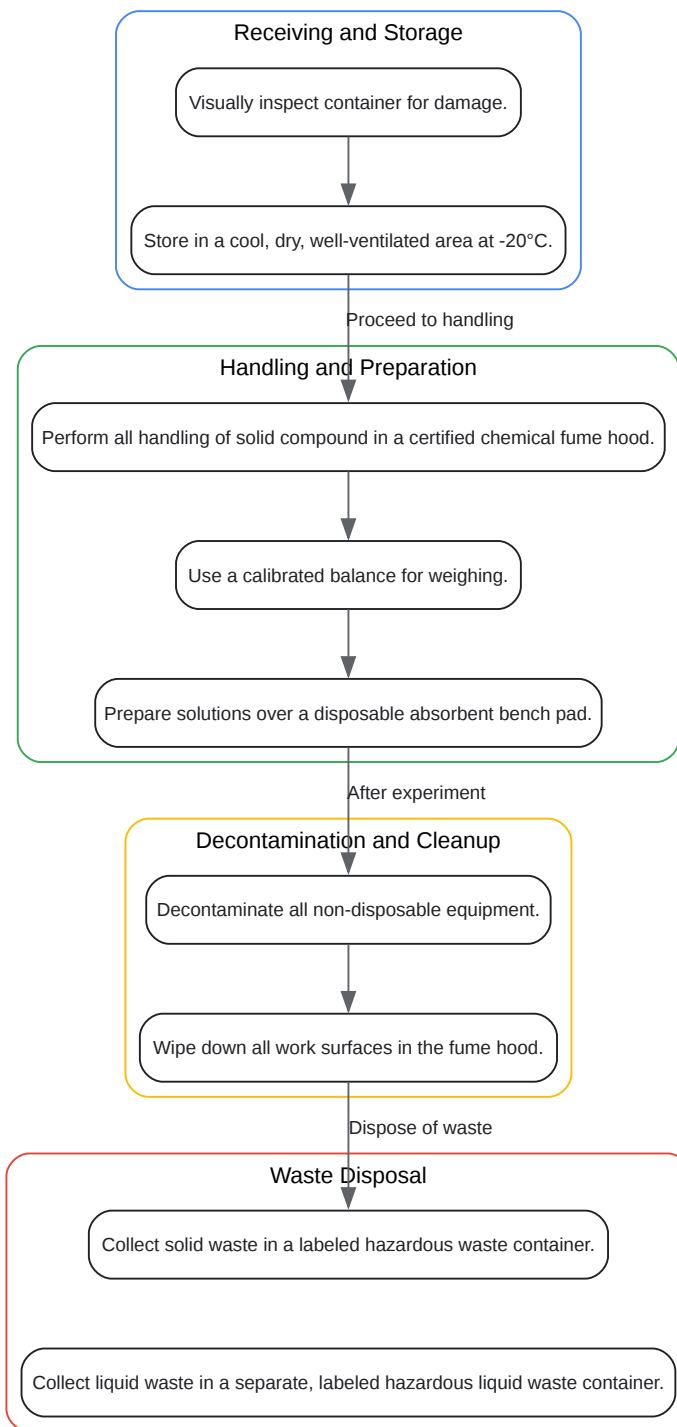 Receiving and Storage
Visually inspect container for damage.
Store in a cool, dry, well-ventilated area at -20°C.
Proceed to handling
Handling and Preparation
Perform all handling of solid compound in a certified chemical fume hood.
Use a calibrated balance for weighing.
Prepare solutions over a disposable absorbent bench pad.
After experiment
Decontamination and Cleanup
Decontaminate all non-disposable equipment.
Wipe down all work surfaces in the fume hood.
Dispose of waste
Waste Disposal
Collect solid waste in a labeled hazardous waste container.
Collect liquid waste in a separate, labeled hazardous liquid waste container.